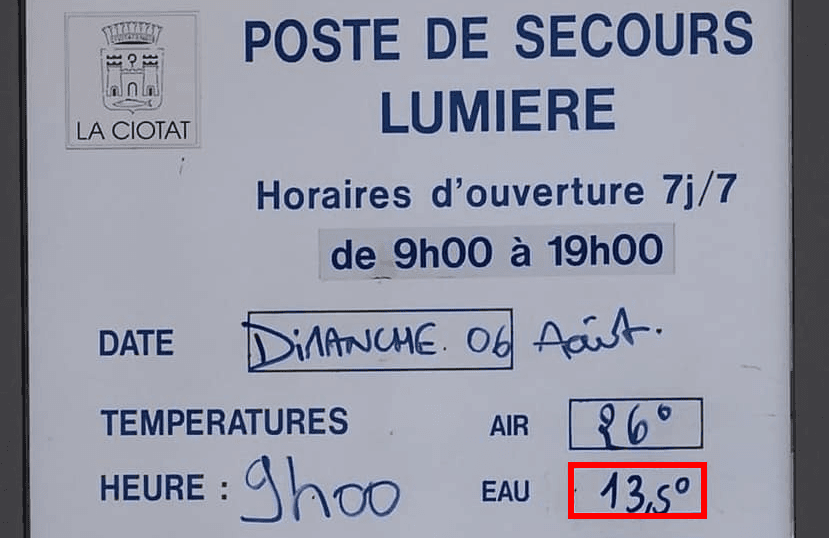 LA CIOTAT
POSTE DE SECOURS
LUMIERE
Horaires d'ouverture 7j/7
de 9h00 à 19h00
DATE DiMANCHE. 06 Août.
TEMPERATURES AIR 26°
HEURE : 9h00 EAU 13,5°